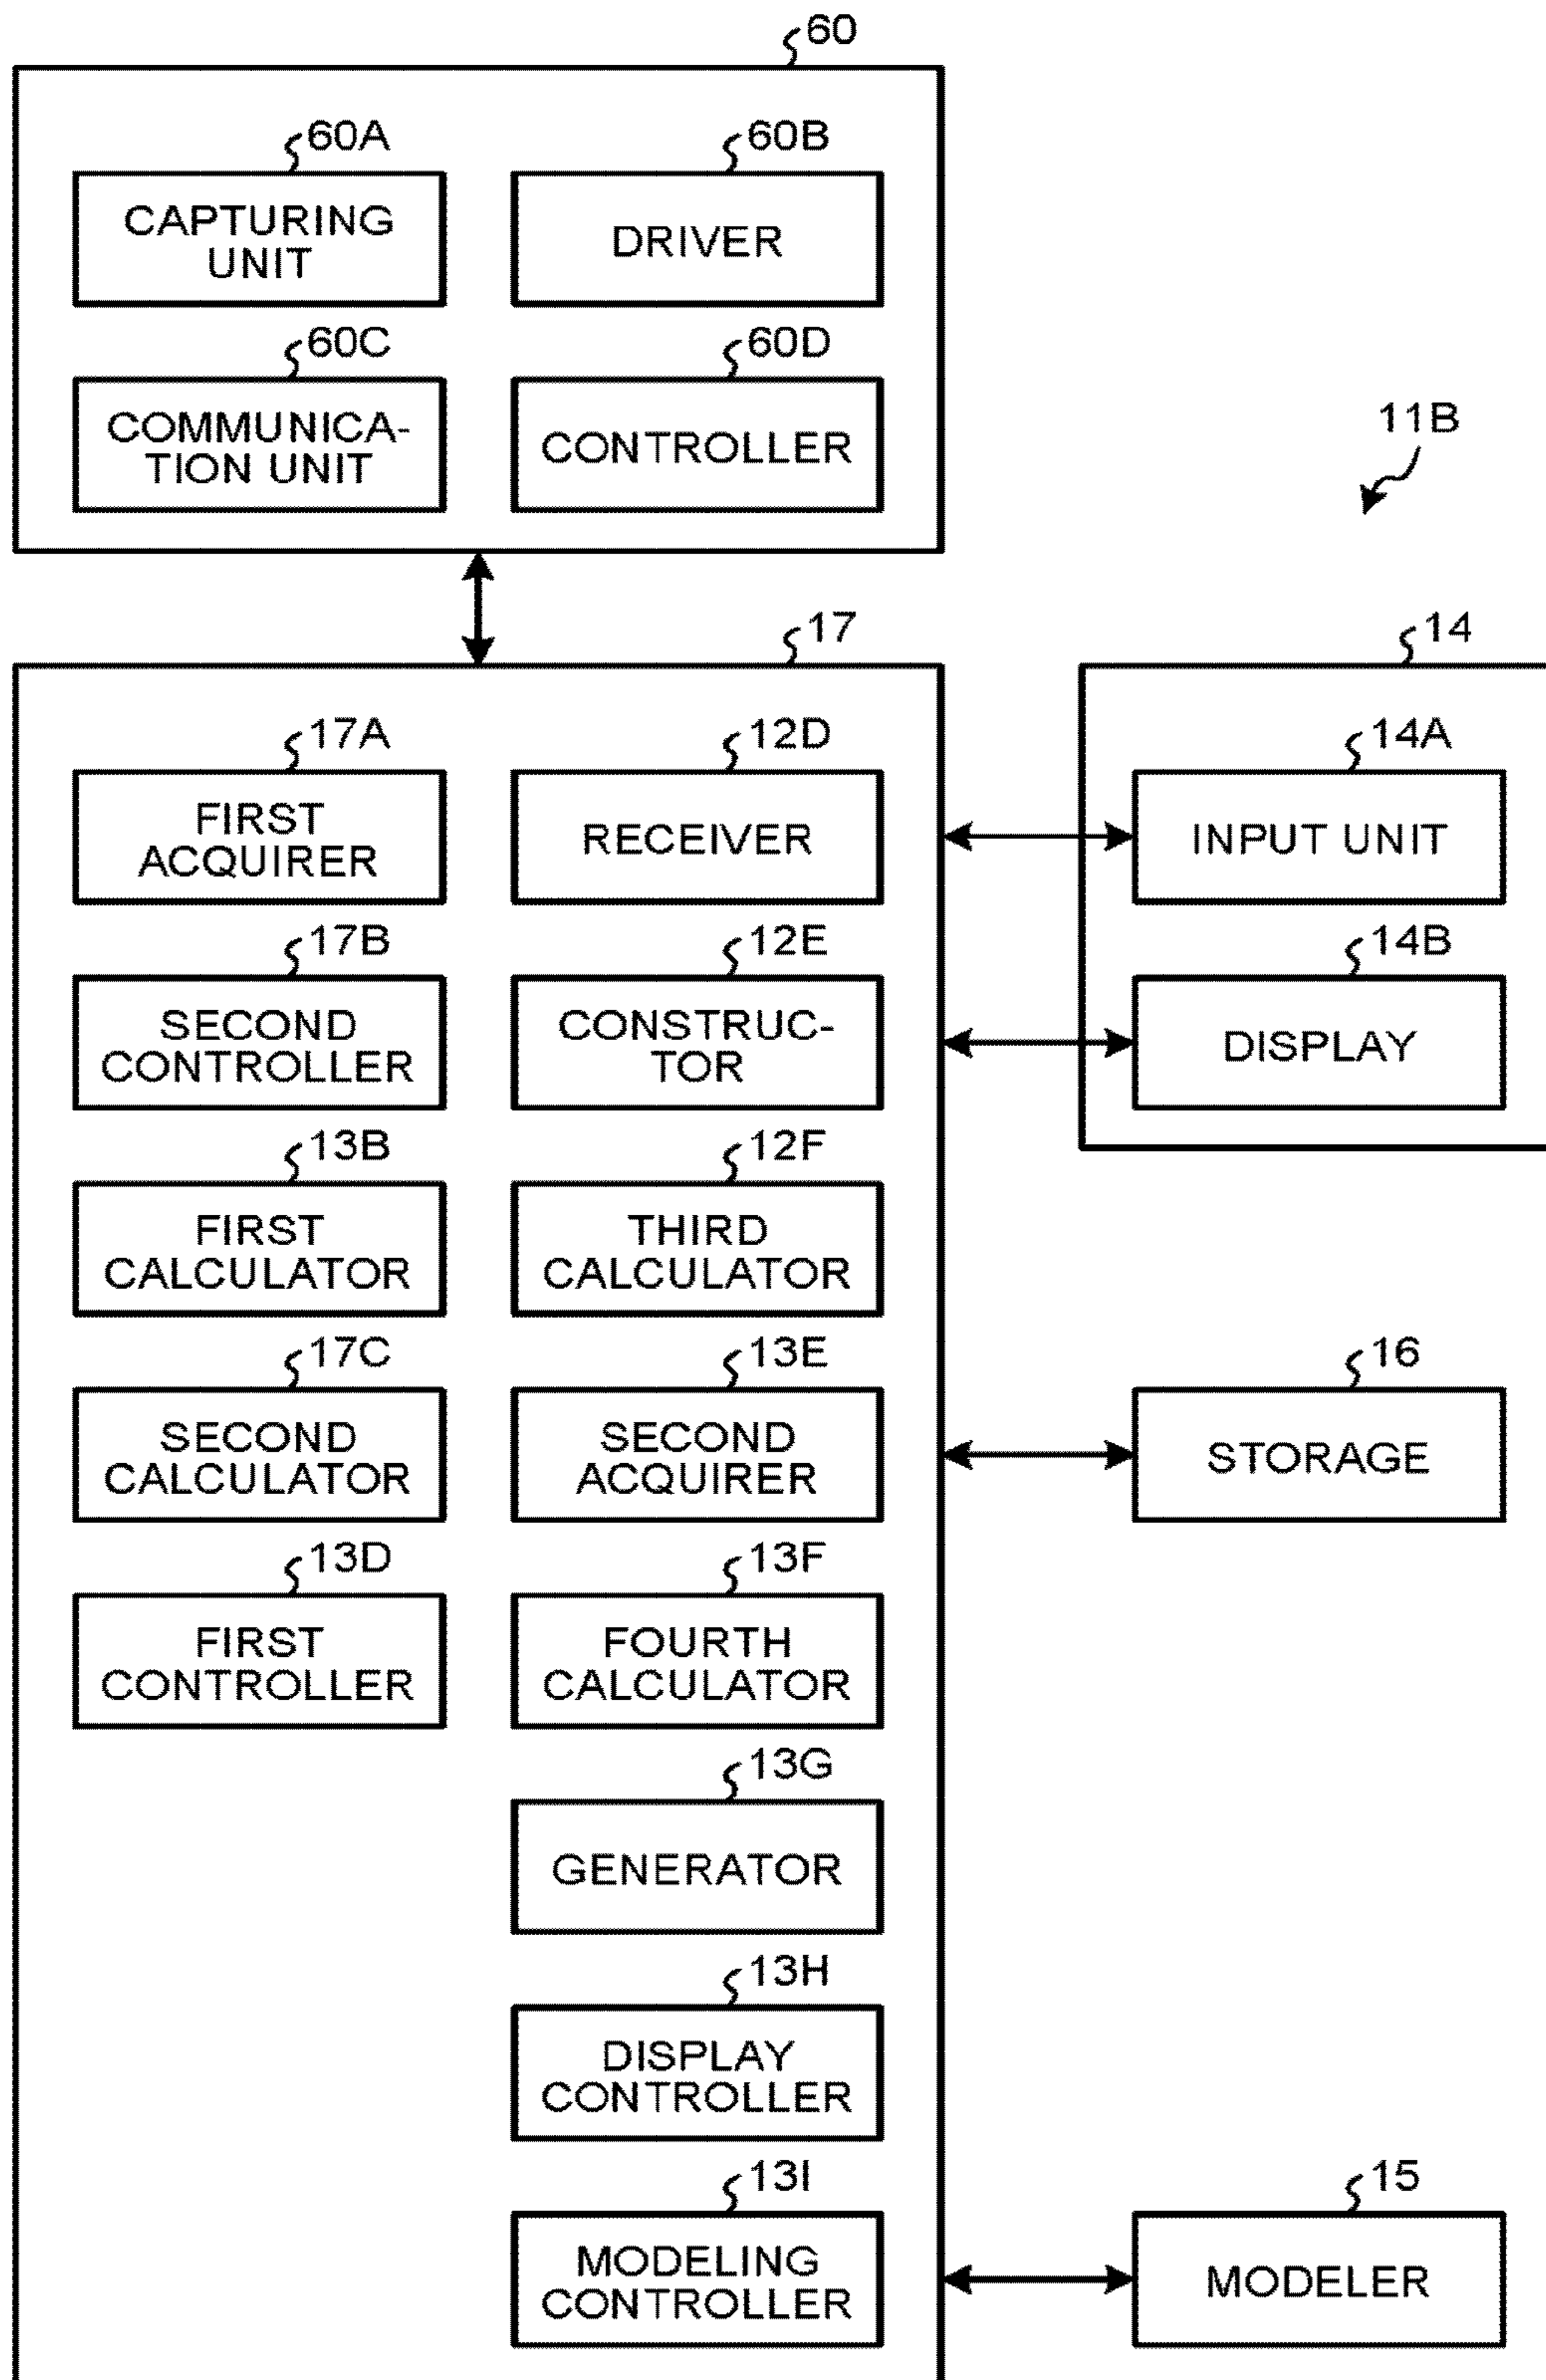 60
60A
CAPTURING
UNIT
60B
DRIVER
60C
COMMUNICA-
TION UNIT
60D
CONTROLLER
11B
17
14
17A
FIRST
ACQUIRER
12D
RECEIVER
14A
INPUT UNIT
17B
SECOND
CONTROLLER
12E
CONSTRUC-
TOR
14B
DISPLAY
13B
FIRST
CALCULATOR
12F
THIRD
CALCULATOR
17C
SECOND
CALCULATOR
13E
SECOND
ACQUIRER
16
STORAGE
13D
FIRST
CONTROLLER
13F
FOURTH
CALCULATOR
13G
GENERATOR
13H
DISPLAY
CONTROLLER
13I
MODELING
CONTROLLER
15
MODELER